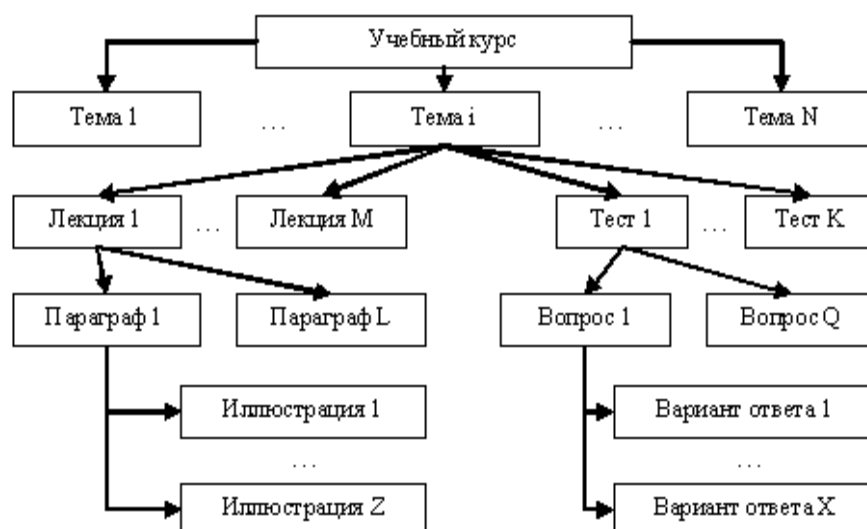 Учебный курс
Тема 1 ... Тема i ... Тема N
Лекция 1 ... Лекция M Тест 1 ... Тест K
Параграф 1 Параграф L Вопрос 1 Вопрос Q
Иллюстрация 1 Вариант ответа 1
... ...
Иллюстрация Z Вариант ответа X